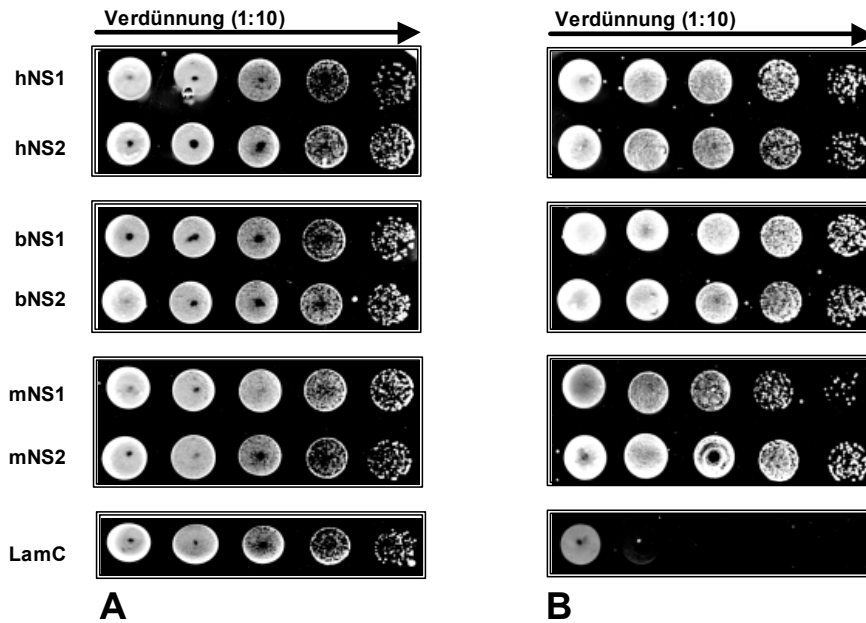 Verdünnung (1:10)
Verdünnung (1:10)
hNS1
hNS2
bNS1
bNS2
mNS1
mNS2
LamC
A
B